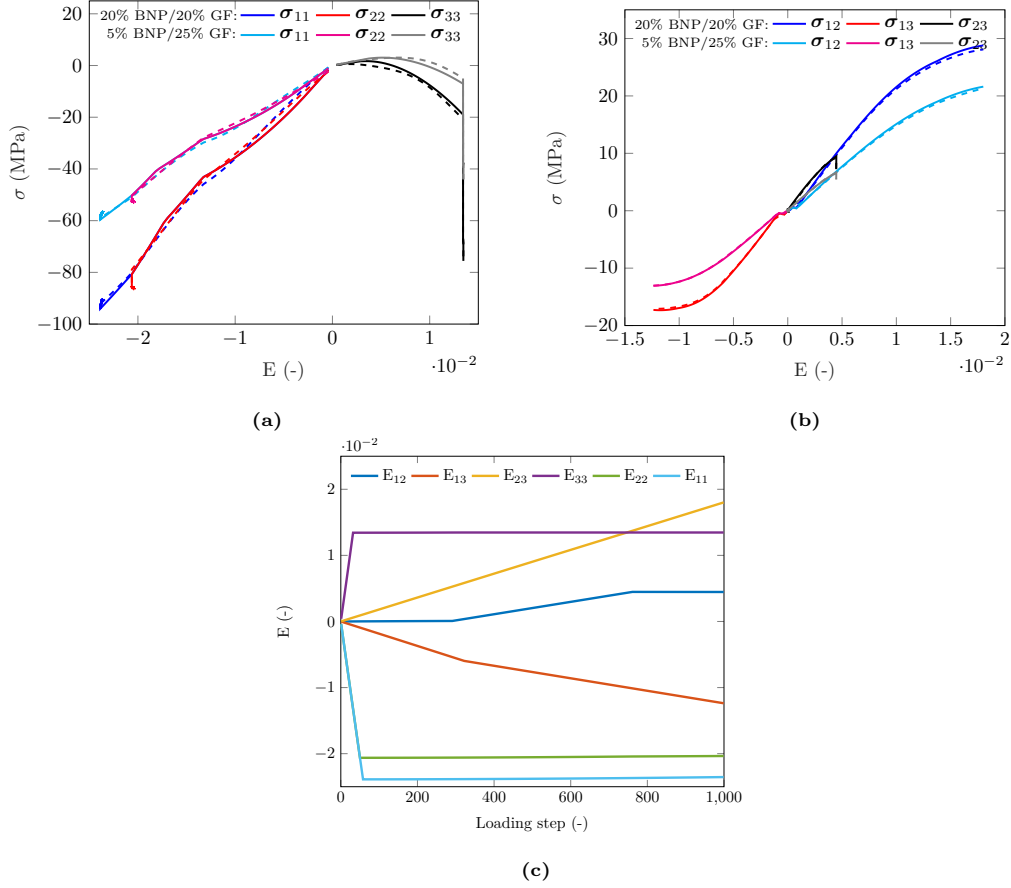 20% BNP/20% GF: σ11 σ22 σ33
5% BNP/25% GF: σ11 σ22 σ33
20
0
−20
−40
−60
−80
−100
σ (MPa)
−2 −1 0 1
·10−2
E (-)
(a)
20% BNP/20% GF: σ12 σ13 σ23
5% BNP/25% GF: σ12 σ13 σ23
30
20
10
0
−10
−20
σ (MPa)
−1.5 −1 −0.5 0 0.5 1 1.5 2
·10−2
E (-)
(b)
·10−2
E12 E13 E23 E33 E22 E11
2
1
0
−1
−2
E (-)
0 200 400 600 800 1,000
Loading step (-)
(c)